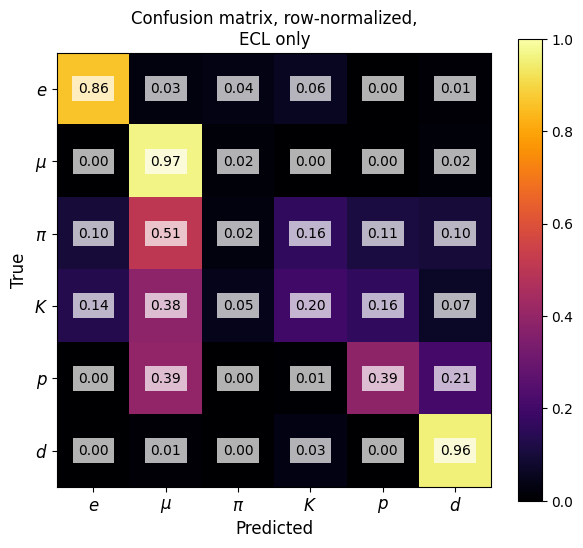 Confusion matrix, row-normalized,
ECL only
1.0
e 0.86 0.03 0.04 0.06 0.00 0.01
0.8
μ 0.00 0.97 0.02 0.00 0.00 0.02
0.6
π 0.10 0.51 0.02 0.16 0.11 0.10
True
K 0.14 0.38 0.05 0.20 0.16 0.07
0.4
p 0.00 0.39 0.00 0.01 0.39 0.21
0.2
d 0.00 0.01 0.00 0.03 0.00 0.96
0.0
e μ π K p d
Predicted